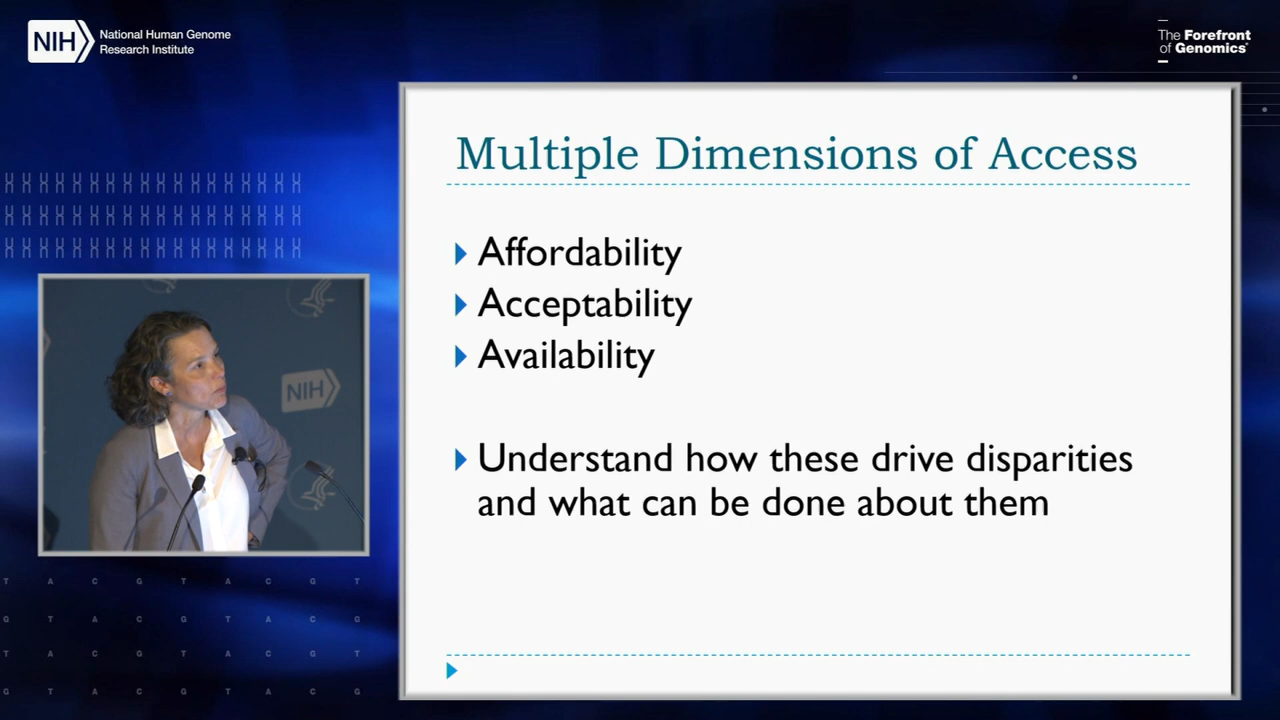 NIH
National Human Genome
Research Institute
The Forefront
of Genomics®
Multiple Dimensions of Access
Affordability
Acceptability
Availability
Understand how these drive disparities
and what can be done about them
NIH
T A C G T A C G T
G T A C G T A C G
T A C G T A C G T
G T A C G T A C G